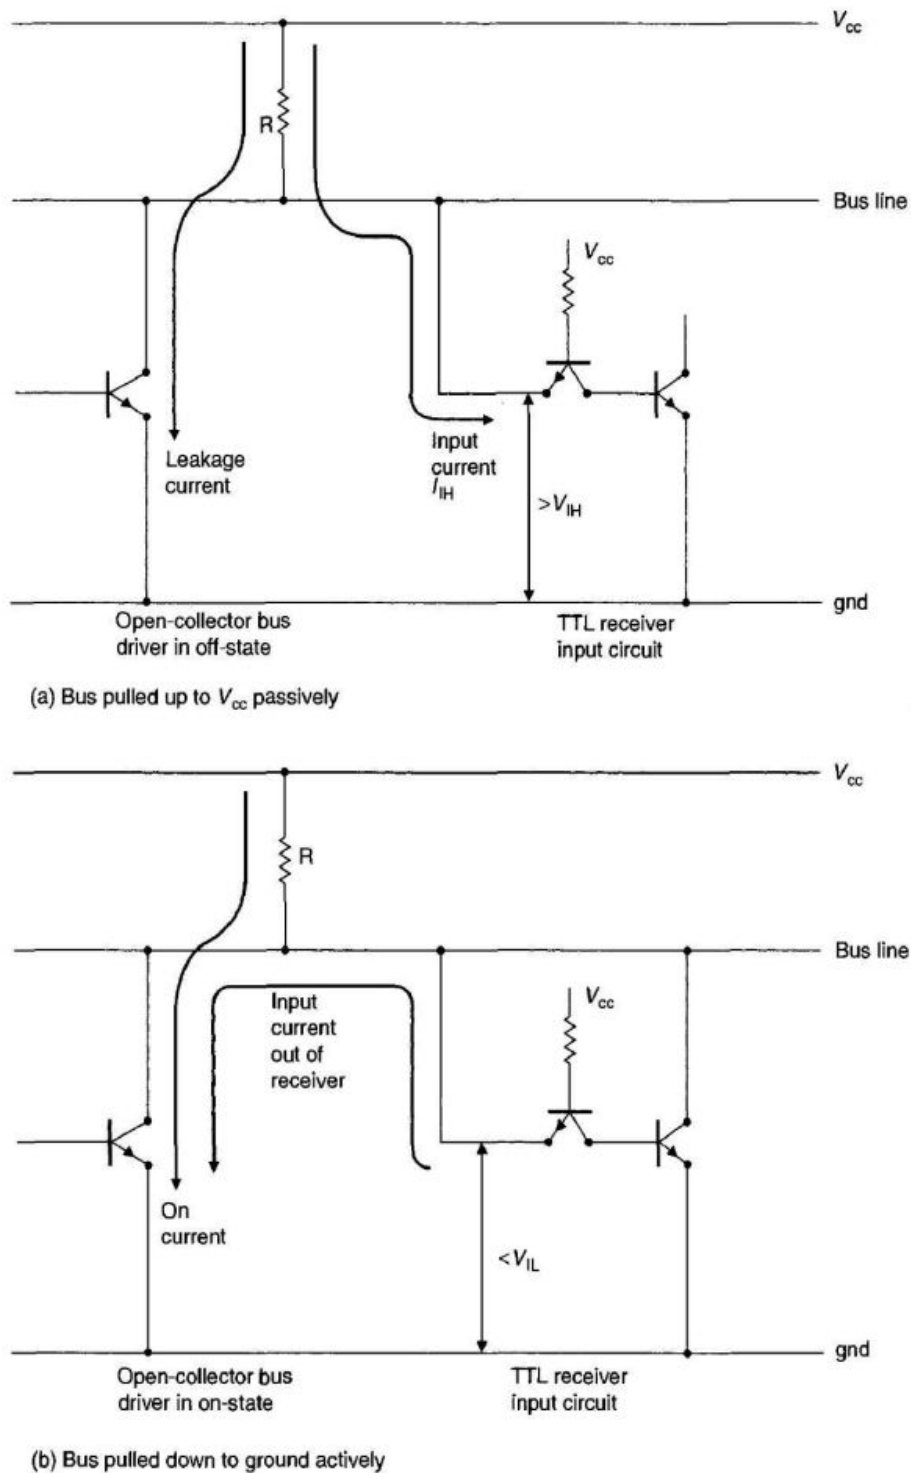 Vcc
R
Bus line
Vcc
Leakage
current
Input
current
IIH
>VIH
gnd
Open-collector bus
driver in off-state
TTL receiver
input circuit
(a) Bus pulled up to Vcc passively
Vcc
R
Bus line
Input
current
out of
receiver
Vcc
On
current
<VIL
gnd
Open-collector bus
driver in on-state
TTL receiver
input circuit
(b) Bus pulled down to ground actively